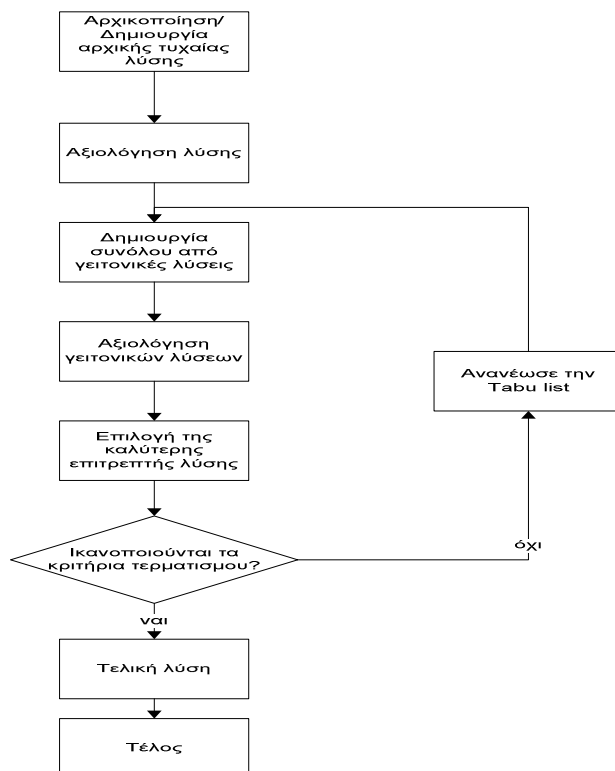 Αρχικοποίηση/
Δημιουργία
αρχικής τυχαίας
λύσης
Αξιολόγηση λύσης
Δημιουργία
συνόλου από
γειτονικές λύσεις
Αξιολόγηση
γειτονικών λύσεων
Ανανέωσε την
Tabu list
Επιλογή της
καλύτερης
επιτρεπτής λύσης
Ικανοποιούνται τα
κριτήρια τερματισμου?
όχι
ναι
Τελική λύση
Τέλος